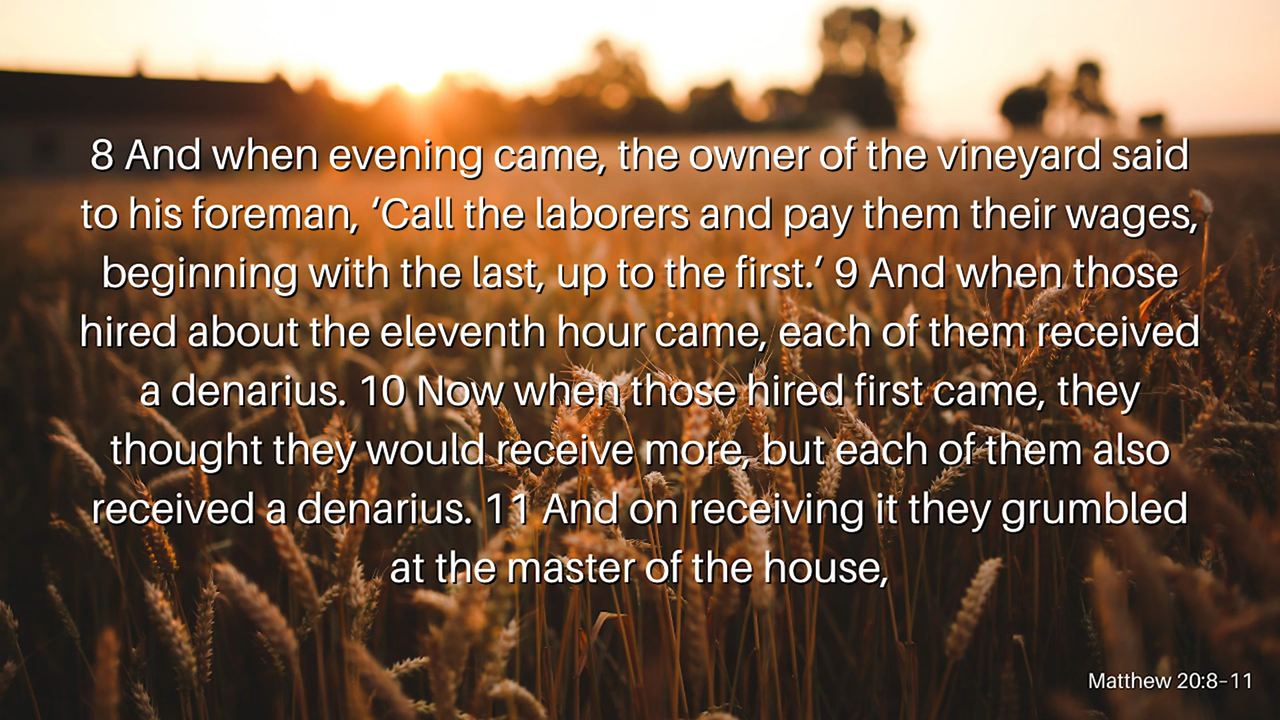 8 And when evening came, the owner of the vineyard said
to his foreman, ‘Call the laborers and pay them their wages,
beginning with the last, up to the first.’ 9 And when those
hired about the eleventh hour came, each of them received
a denarius. 10 Now when those hired first came, they
thought they would receive more, but each of them also
received a denarius. 11 And on receiving it they grumbled
at the master of the house,
Matthew 20:8–11